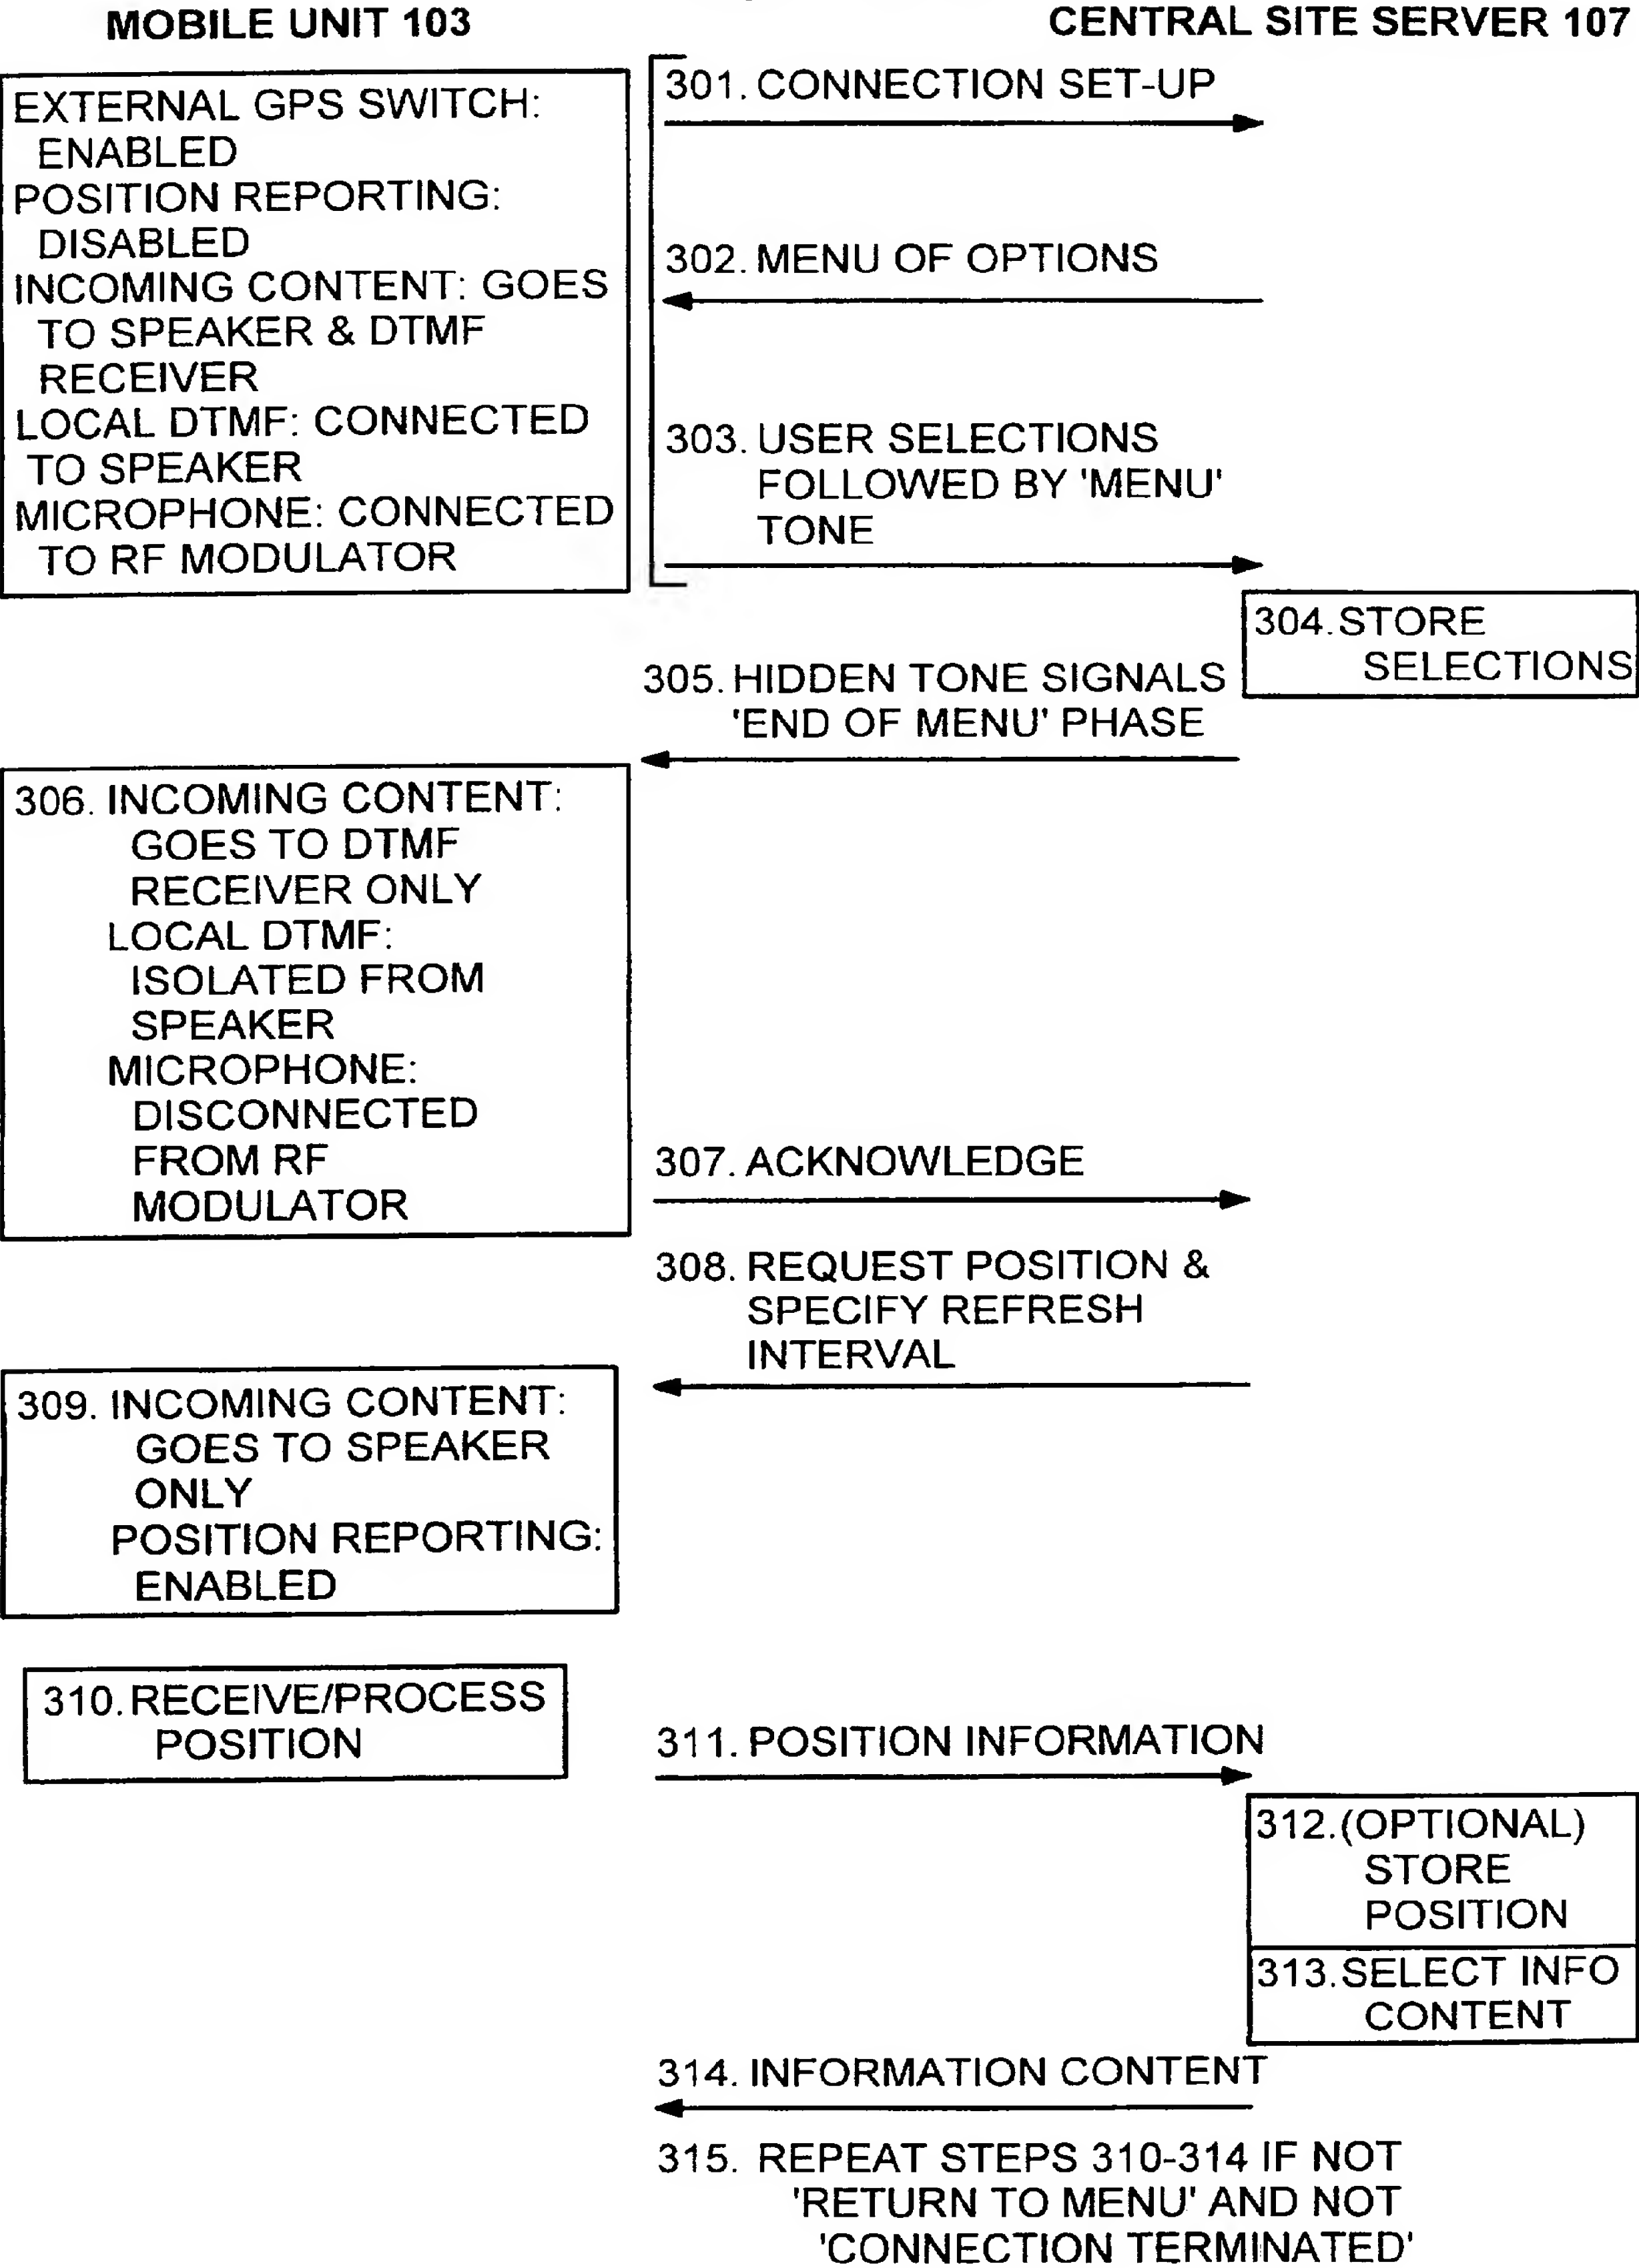 MOBILE UNIT 103
CENTRAL SITE SERVER 107
EXTERNAL GPS SWITCH:
ENABLED
POSITION REPORTING:
DISABLED
INCOMING CONTENT: GOES
TO SPEAKER & DTMF
RECEIVER
LOCAL DTMF: CONNECTED
TO SPEAKER
MICROPHONE: CONNECTED
TO RF MODULATOR
301. CONNECTION SET-UP
302. MENU OF OPTIONS
303. USER SELECTIONS
FOLLOWED BY 'MENU'
TONE
304. STORE
SELECTIONS
305. HIDDEN TONE SIGNALS
'END OF MENU' PHASE
306. INCOMING CONTENT:
GOES TO DTMF
RECEIVER ONLY
LOCAL DTMF:
ISOLATED FROM
SPEAKER
MICROPHONE:
DISCONNECTED
FROM RF
MODULATOR
307. ACKNOWLEDGE
308. REQUEST POSITION &
SPECIFY REFRESH
INTERVAL
309. INCOMING CONTENT:
GOES TO SPEAKER
ONLY
POSITION REPORTING:
ENABLED
310. RECEIVE/PROCESS
POSITION
311. POSITION INFORMATION
312. (OPTIONAL)
STORE
POSITION
313. SELECT INFO
CONTENT
314. INFORMATION CONTENT
315. REPEAT STEPS 310-314 IF NOT
'RETURN TO MENU' AND NOT
'CONNECTION TERMINATED'